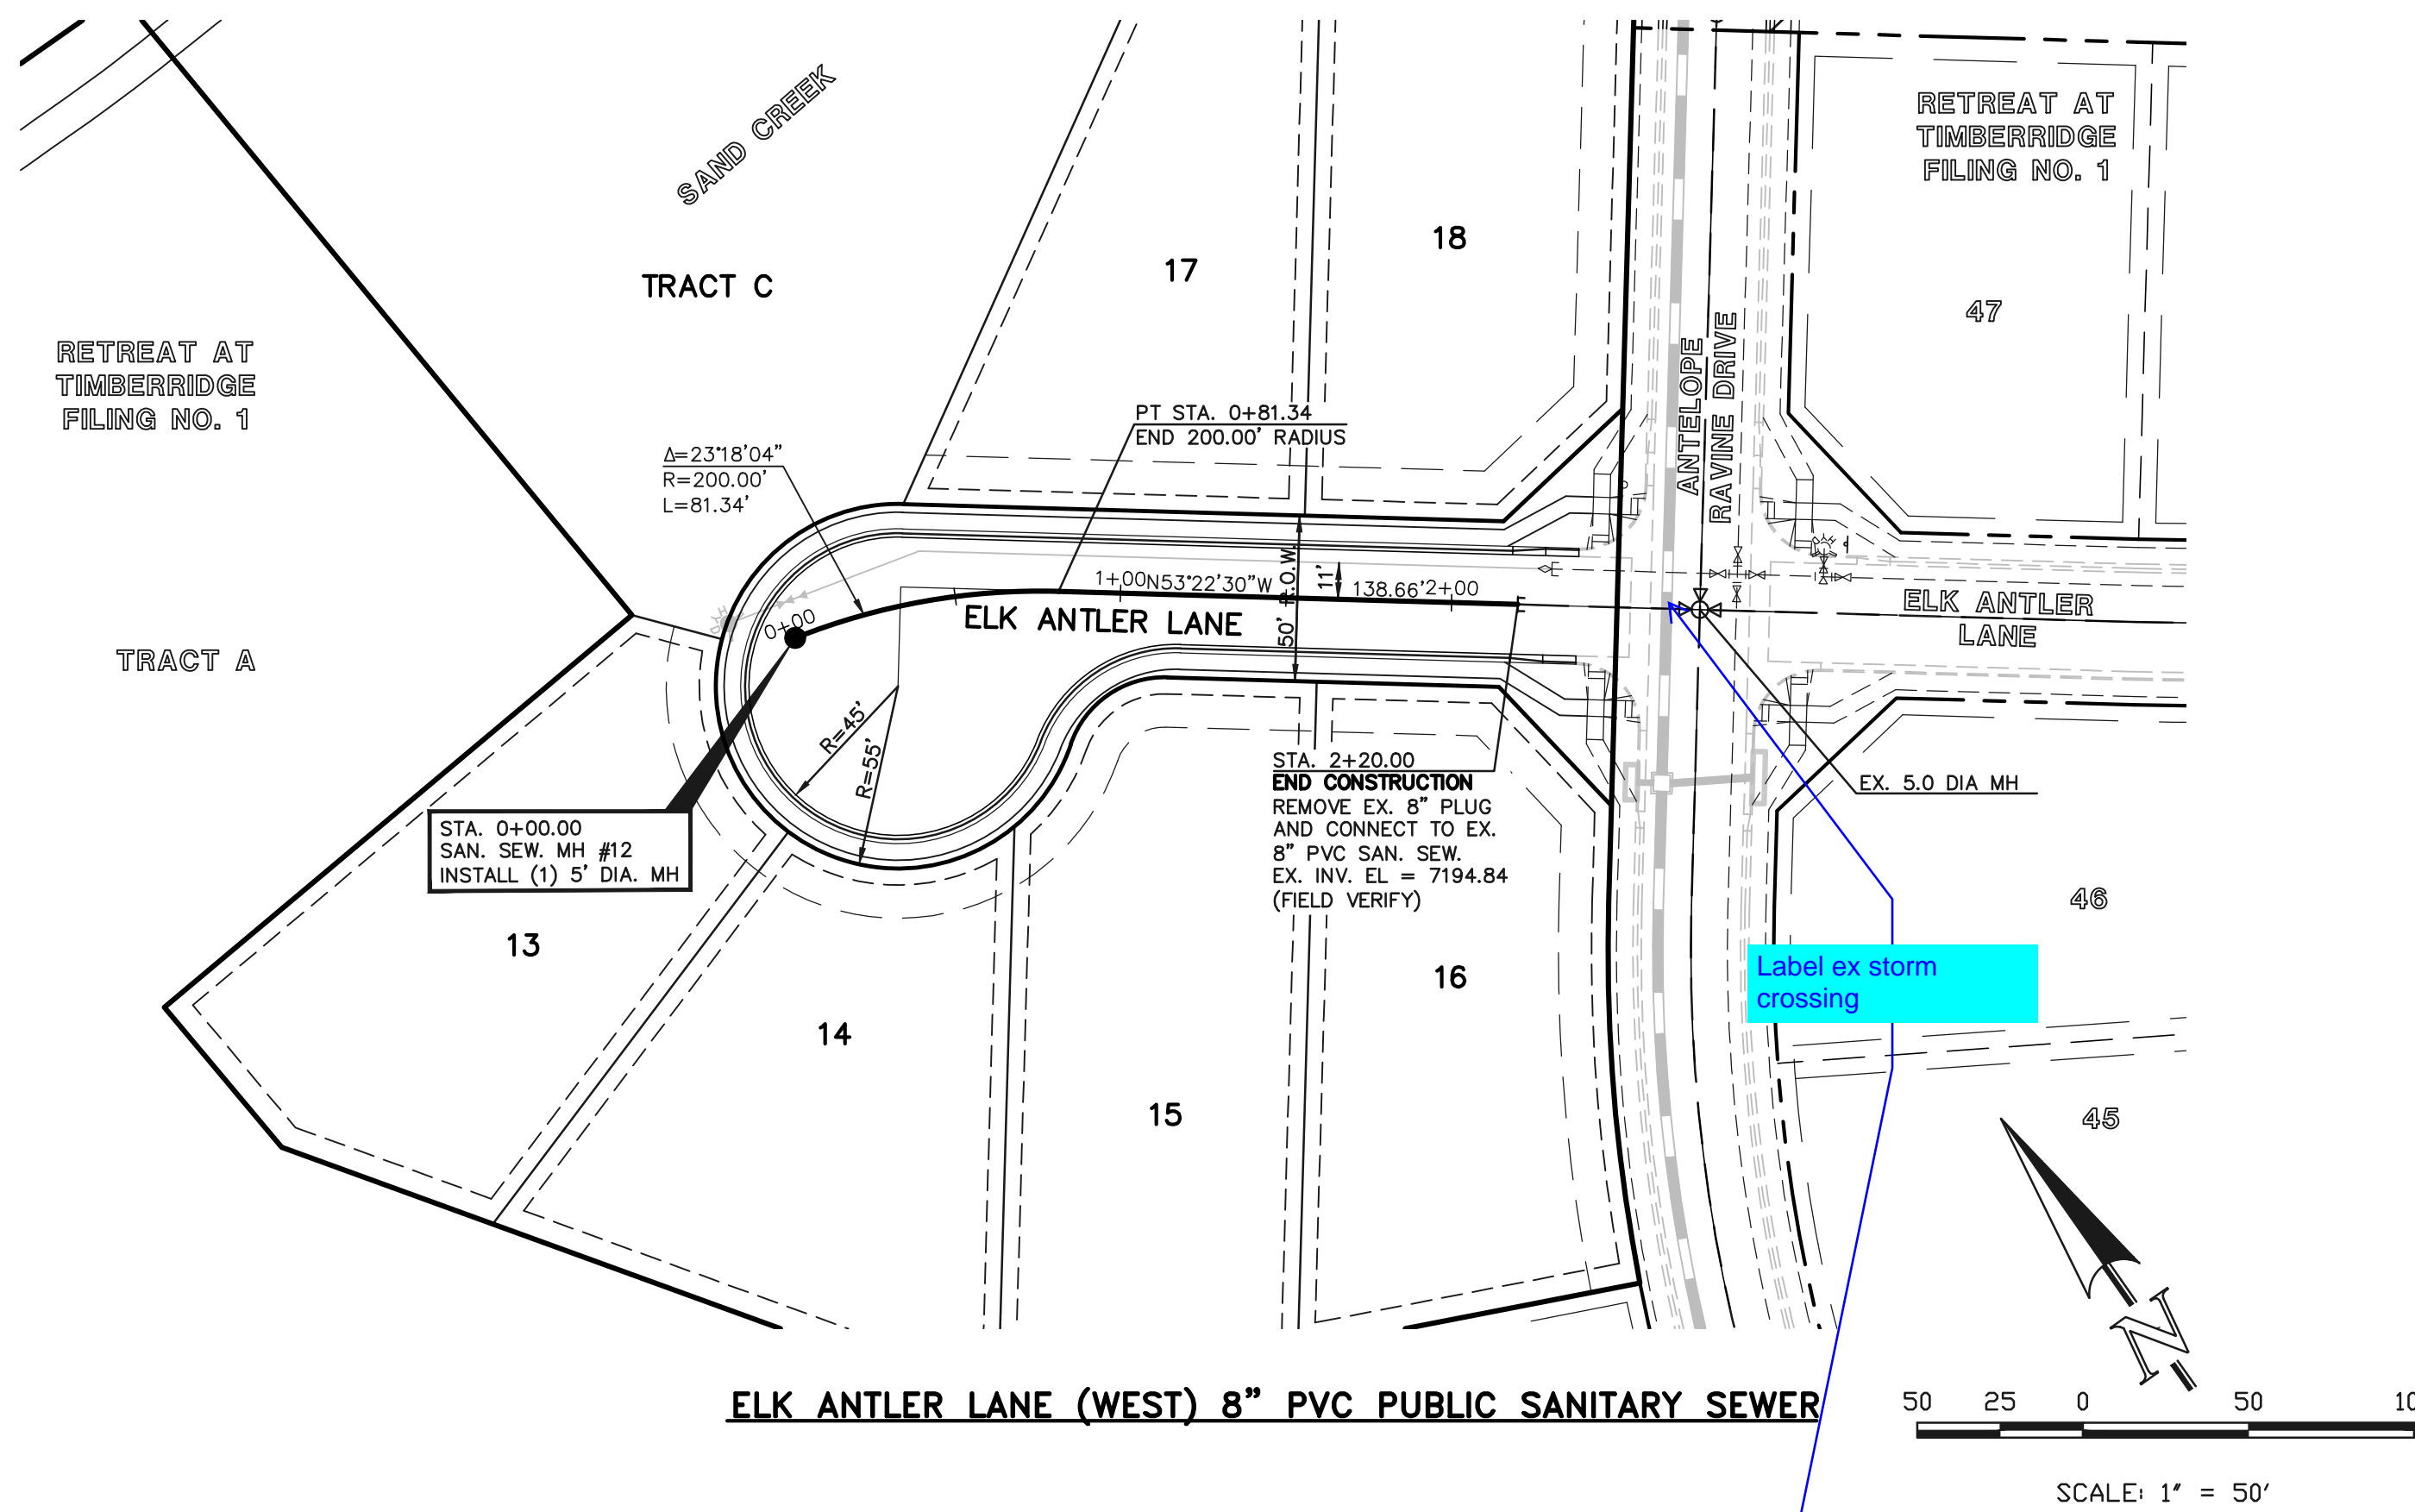 SAND CREEK
RETREAT AT
TIMBERRIDGE
FILING NO. 1
18
17
TRACT C
47
RETREAT AT
TIMBERRIDGE
FILING NO. 1
ANTELOPE
RAVINE DRIVE
PT STA. 0+81.34
END 200.00' RADIUS
Δ=23°18'04"
R=200.00'
L=81.34'
1+00
N53°22'30"W
50' R.O.W.
11'
138.66'
2+00
0+00
ELK ANTLER LANE
ELK ANTLER
LANE
TRACT A
R=45'
R=55'
STA. 2+20.00
END CONSTRUCTION
REMOVE EX. 8" PLUG
AND CONNECT TO EX.
8" PVC SAN. SEW.
EX. INV. EL = 7194.84
(FIELD VERIFY)
EX. 5.0 DIA MH
STA. 0+00.00
SAN. SEW. MH #12
INSTALL (1) 5' DIA. MH
46
13
16
Label ex storm
crossing
14
15
45
N
ELK ANTLER LANE (WEST) 8" PVC PUBLIC SANITARY SEWER
50 25 0 50
SCALE: 1" = 50'